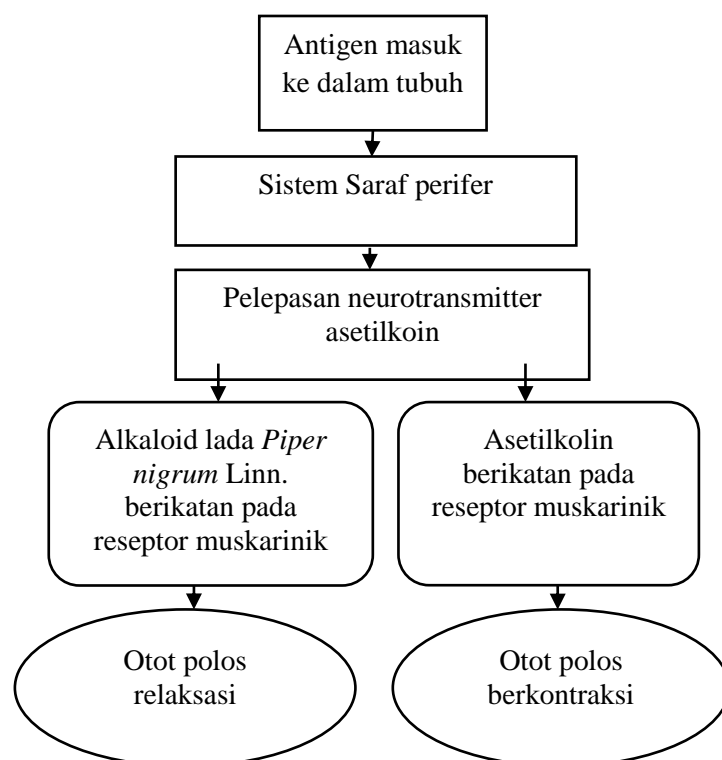 Antigen masuk
ke dalam tubuh
Sistem Saraf perifer
Pelepasan neurotransmitter
asetilkoin
Alkaloid lada Piper
nigrum Linn.
berikatan pada
reseptor muskarinik
Asetilkolin
berikatan pada
reseptor muskarinik
Otot polos
relaksasi
Otot polos
berkontraksi